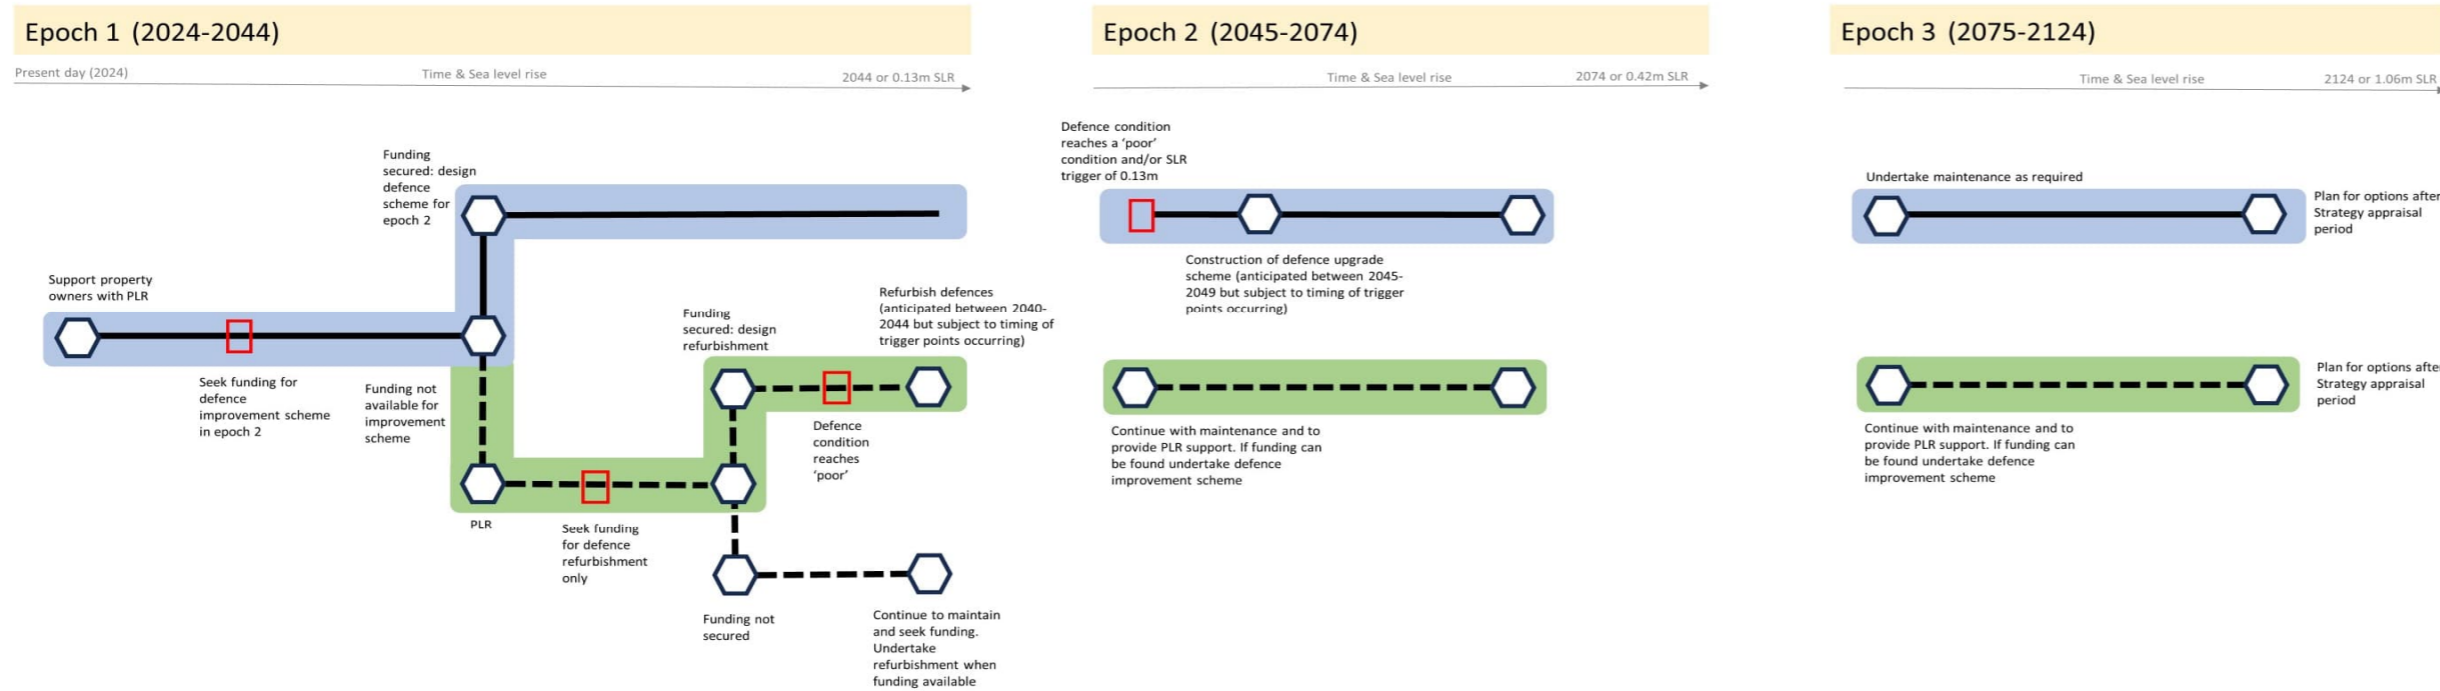 Epoch 1 (2024-2044)
Present day (2024)
Time & Sea level rise
2044 or 0.13m SLR
Funding
secured: design
defence
scheme for
epoch 2
Support property
owners with PLR
Seek funding for
defence
improvement scheme
in epoch 2
Funding not
available for
improvement
scheme
PLR
Seek funding
for defence
refurbishment
only
Funding
secured: design
refurbishment
Refurbish defences
(anticipated between 2040-
2044 but subject to timing of
trigger points occurring)
Defence
condition
reaches
‘poor’
Funding not
secured
Continue to maintain
and seek funding.
Undertake
refurbishment when
funding available
Epoch 2 (2045-2074)
Time & Sea level rise
2074 or 0.42m SLR
Defence condition
reaches a ‘poor’
condition and/or SLR
trigger of 0.13m
Construction of defence upgrade
scheme (anticipated between 2045-
2049 but subject to timing of trigger
points occurring)
Continue with maintenance and to
provide PLR support. If funding can
be found undertake defence
improvement scheme
Epoch 3 (2075-2124)
Time & Sea level rise
2124 or 1.06m SLR
Undertake maintenance as required
Plan for options after
Strategy appraisal
period
Plan for options after
Strategy appraisal
period
Continue with maintenance and to
provide PLR support. If funding can
be found undertake defence
improvement scheme